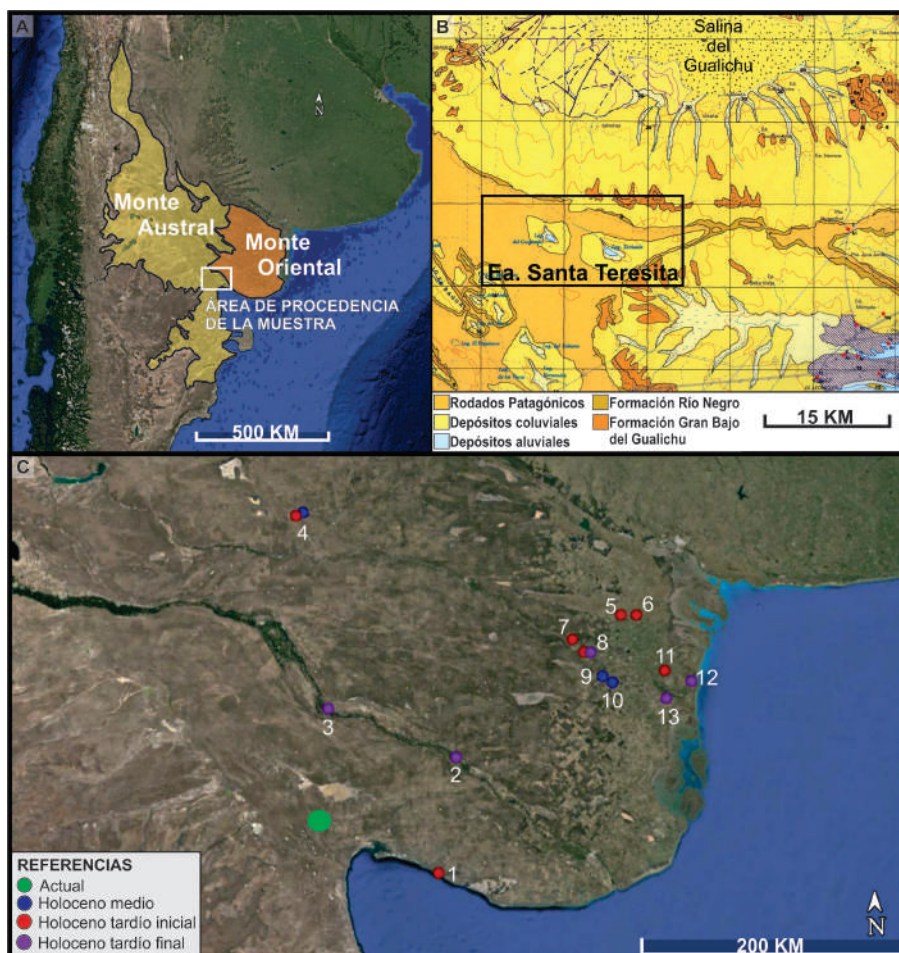 A
N
Monte
Austral
Monte
Oriental
ÁREA DE PROCEDENCIA
DE LA MUESTRA
500 KM
B
Salina
del
Gualichu
N
Ea. Santa Teresita
Rodados Patagónicos
Formación Río Negro
Depósitos coluviales
Formación Gran Bajo
del Gualichu
Depósitos aluviales
15 KM
C
4
5
6
7
8
9
10
11
12
13
3
2
1
REFERENCIAS
Actual
Holoceno medio
Holoceno tardío inicial
Holoceno tardío final
N
200 KM